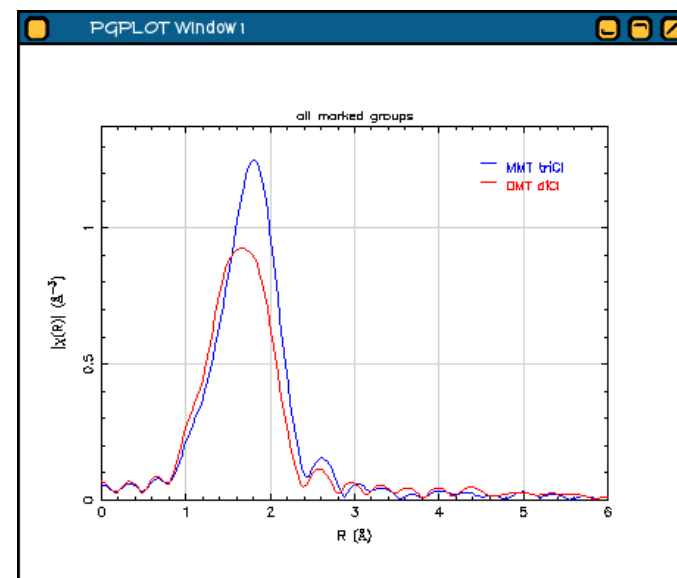 PGPLOT Window 1
all marked groups
MMT triCl
DMT diCl
1
0.5
0
|χ(R)| (Å⁻³)
0 1 2 3 4 5 6
R (Å)